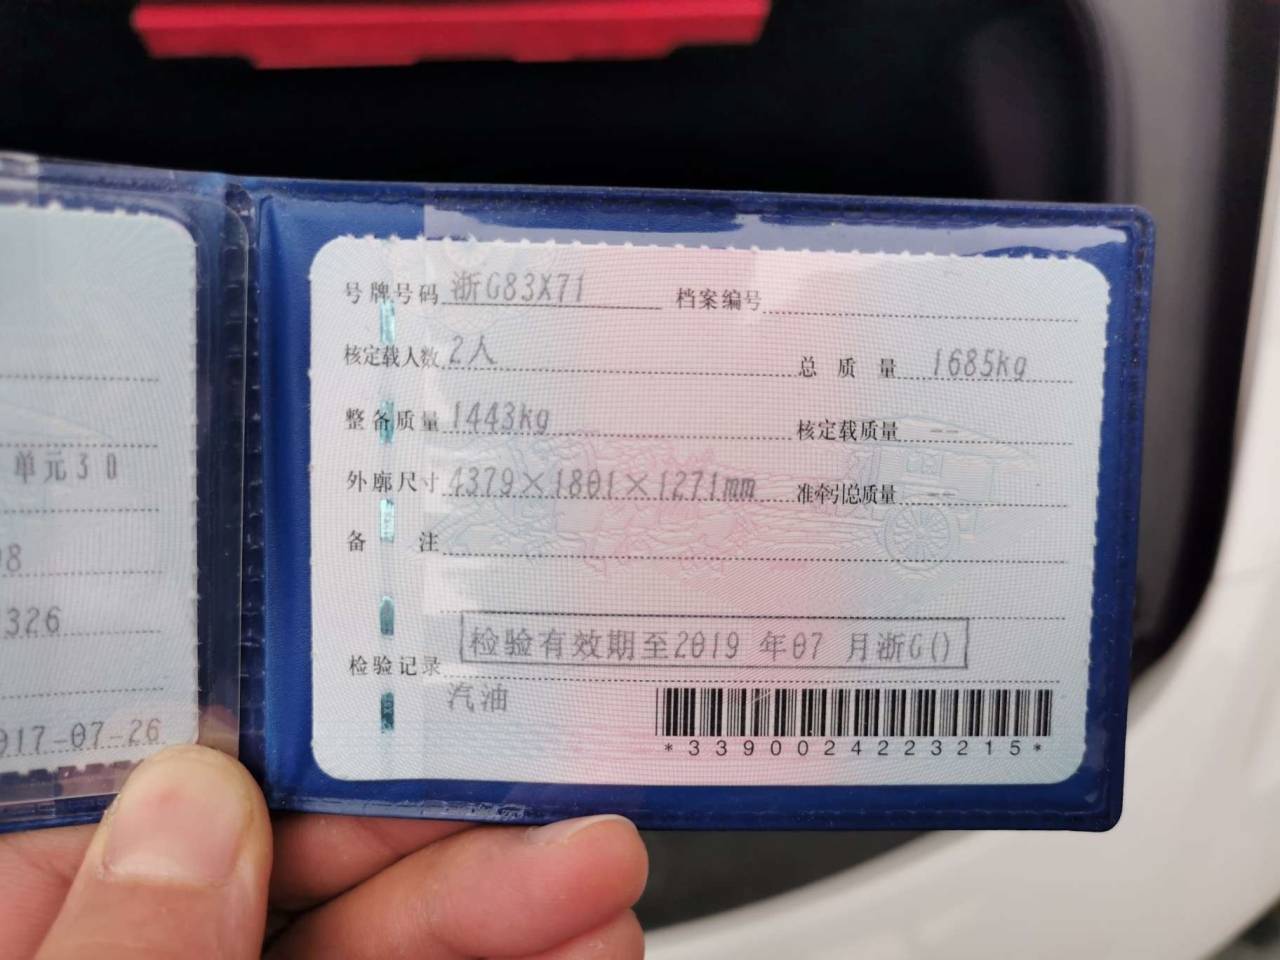 单元30
98
326
017-07-26
号牌号码 浙G83X71 档案编号
核定载人数 2人 总质量 1685kg
整备质量 1443kg 核定载质量 --
外廓尺寸 4379×1801×1271mm 准牵引总质量 --
备注
检验有效期至2019 年07 月浙G()
检验记录
汽油
*3390024223215*